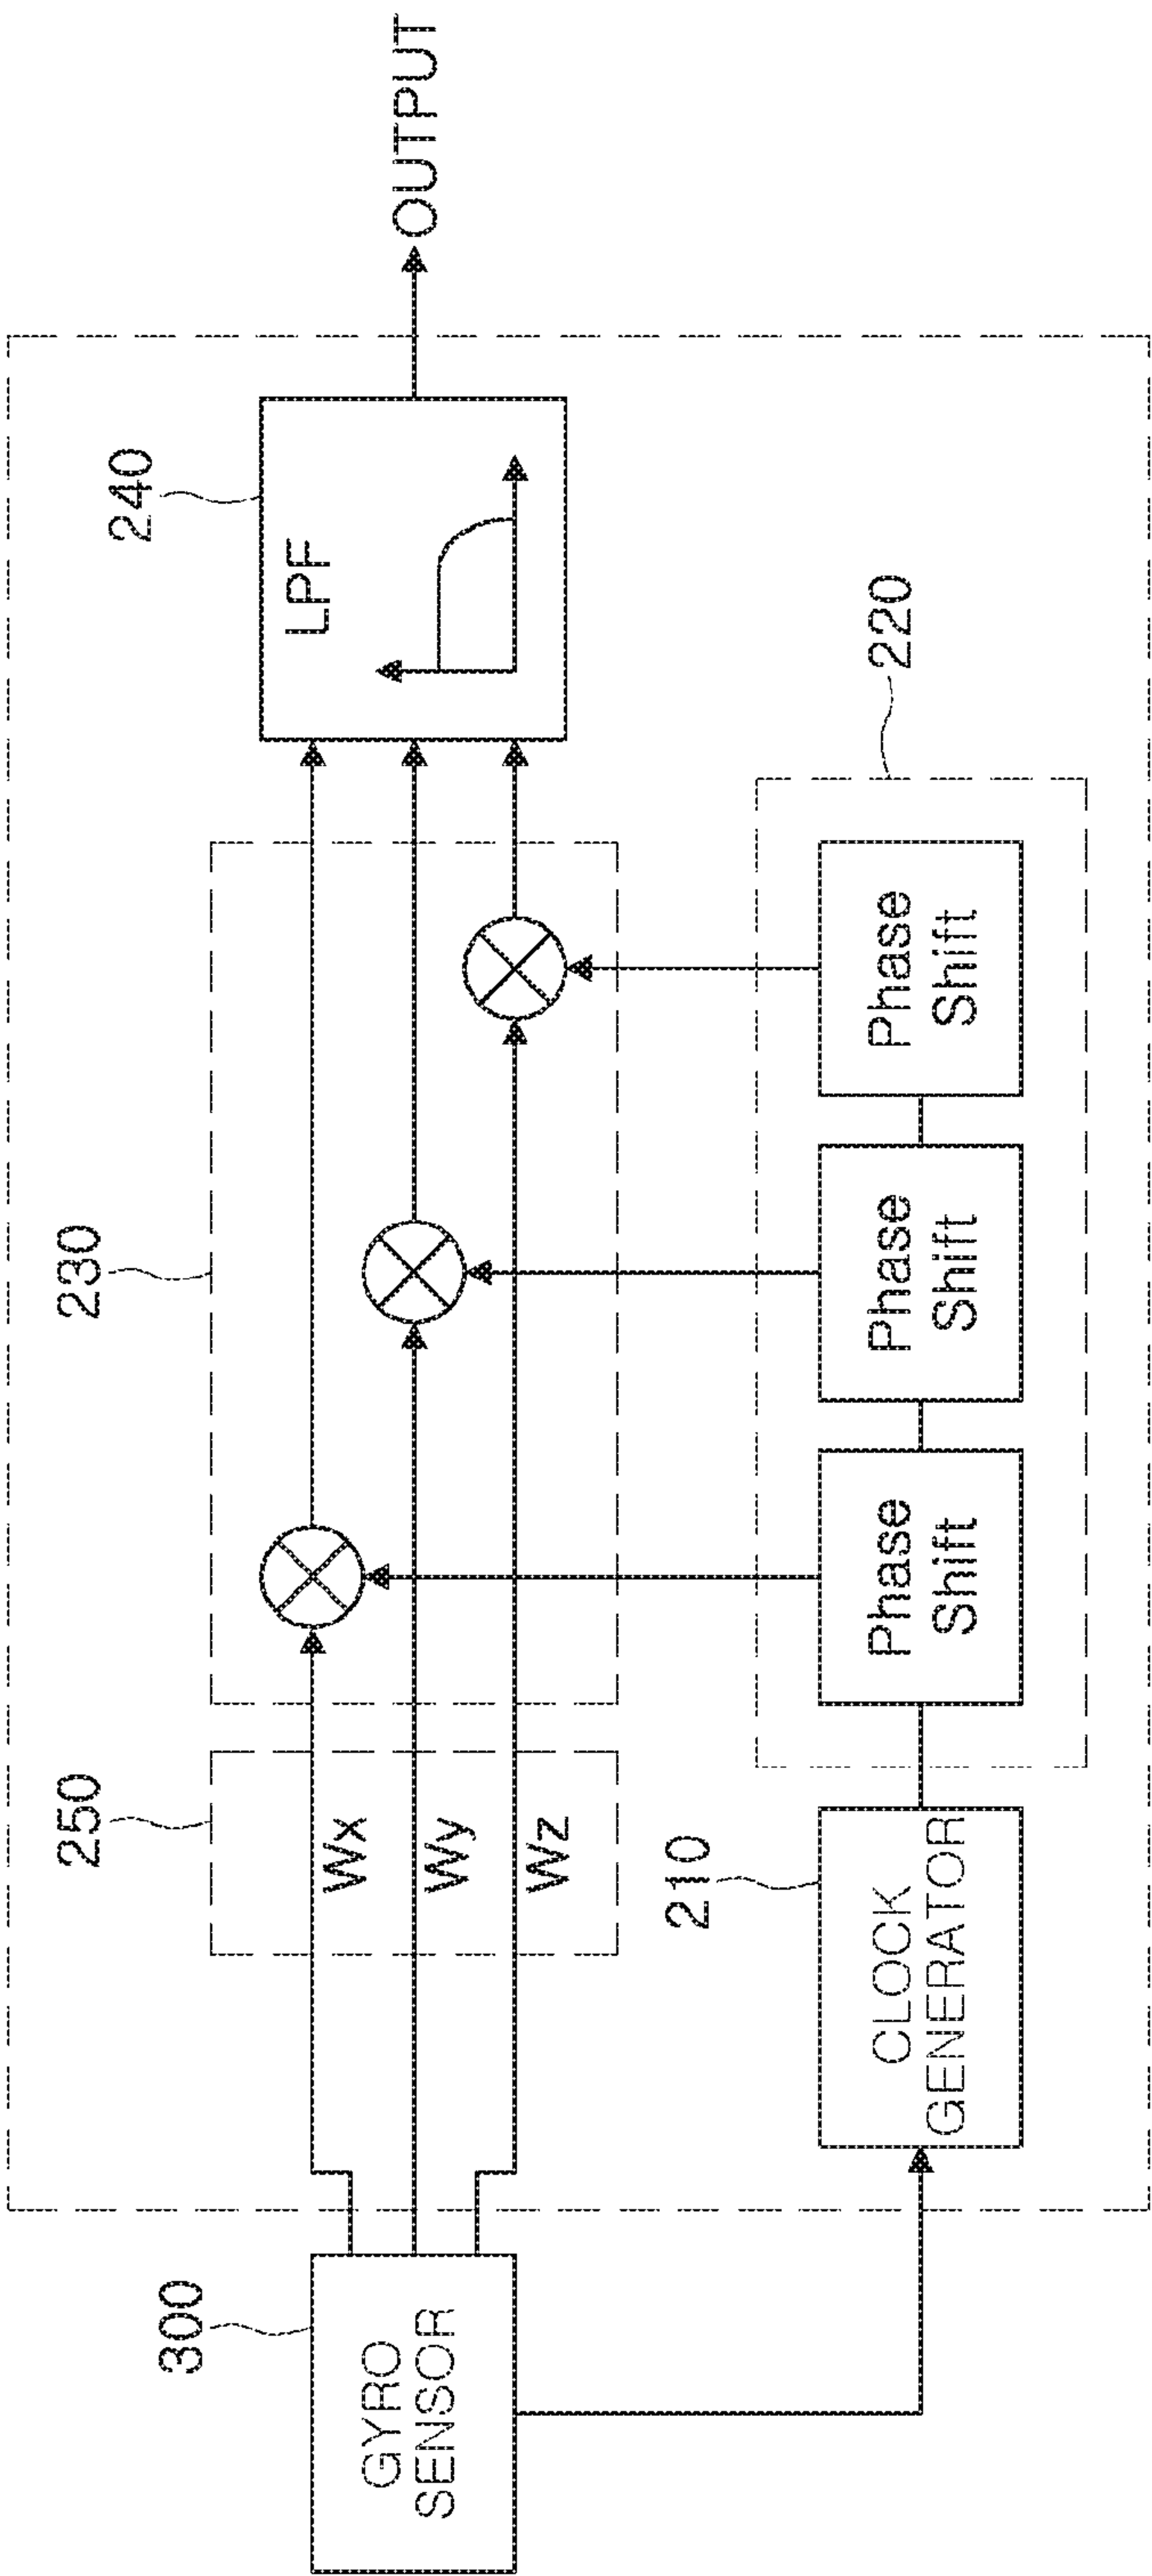 300
GYRO
SENSOR
250
Wx
Wy
Wz
230
240
LPF
OUTPUT
210
CLOCK
GENERATOR
220
Phase
Shift
Phase
Shift
Phase
Shift